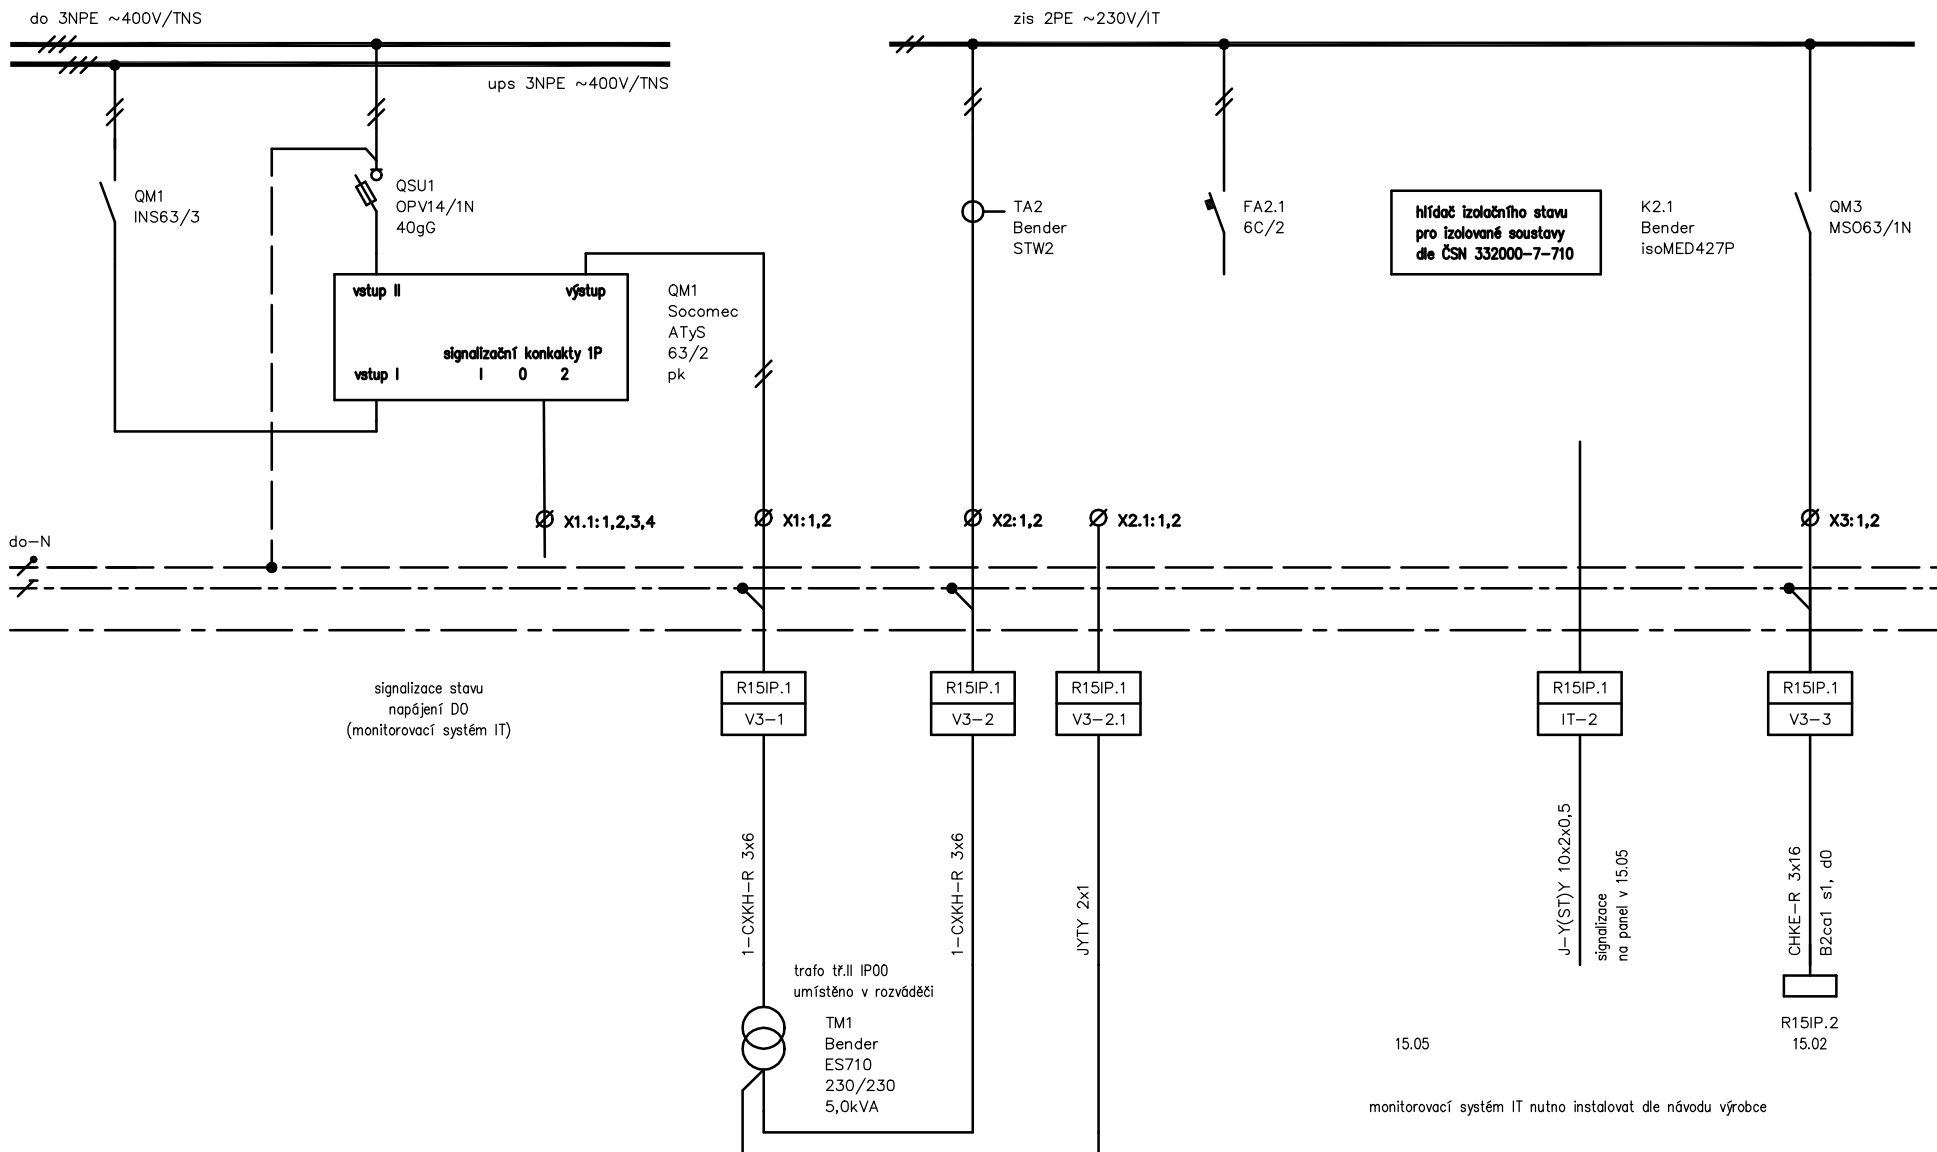 do 3NPE ~400V/TNS
zis 2PE ~230V/IT
ups 3NPE ~400V/TNS
QM1
INS63/3
QSU1
OPV14/1N
40gG
TA2
Bender
STW2
FA2.1
6C/2
hlídač izolačního stavu
pro izolované soustavy
dle ČSN 332000-7-710
K2.1
Bender
isoMED427P
QM3
MSO63/1N
vstup II
výstup
signalizační konkakty 1P
vstup I
I 0 2
QM1
Socomec
ATyS
63/2
pk
X1.1:1,2,3,4
X1:1,2
X2:1,2
X2.1:1,2
X3:1,2
do-N
signalizace stavu
napájení DO
(monitorovací systém IT)
R15IP.1
V3-1
R15IP.1
V3-2
R15IP.1
V3-2.1
R15IP.1
IT-2
R15IP.1
V3-3
1-CXKH-R 3x6
1-CXKH-R 3x6
JYTY 2x1
J-Y(ST)Y 10x2x0,5
signalizace
na panel v 15.05
CHKE-R 3x16
B2ca1 s1, d0
trafo tř.II IP00
umístěno v rozváděči
TM1
Bender
ES710
230/230
5,0kVA
15.05
R15IP.2
15.02
monitorovací systém IT nutno instalovat dle návodu výrobce